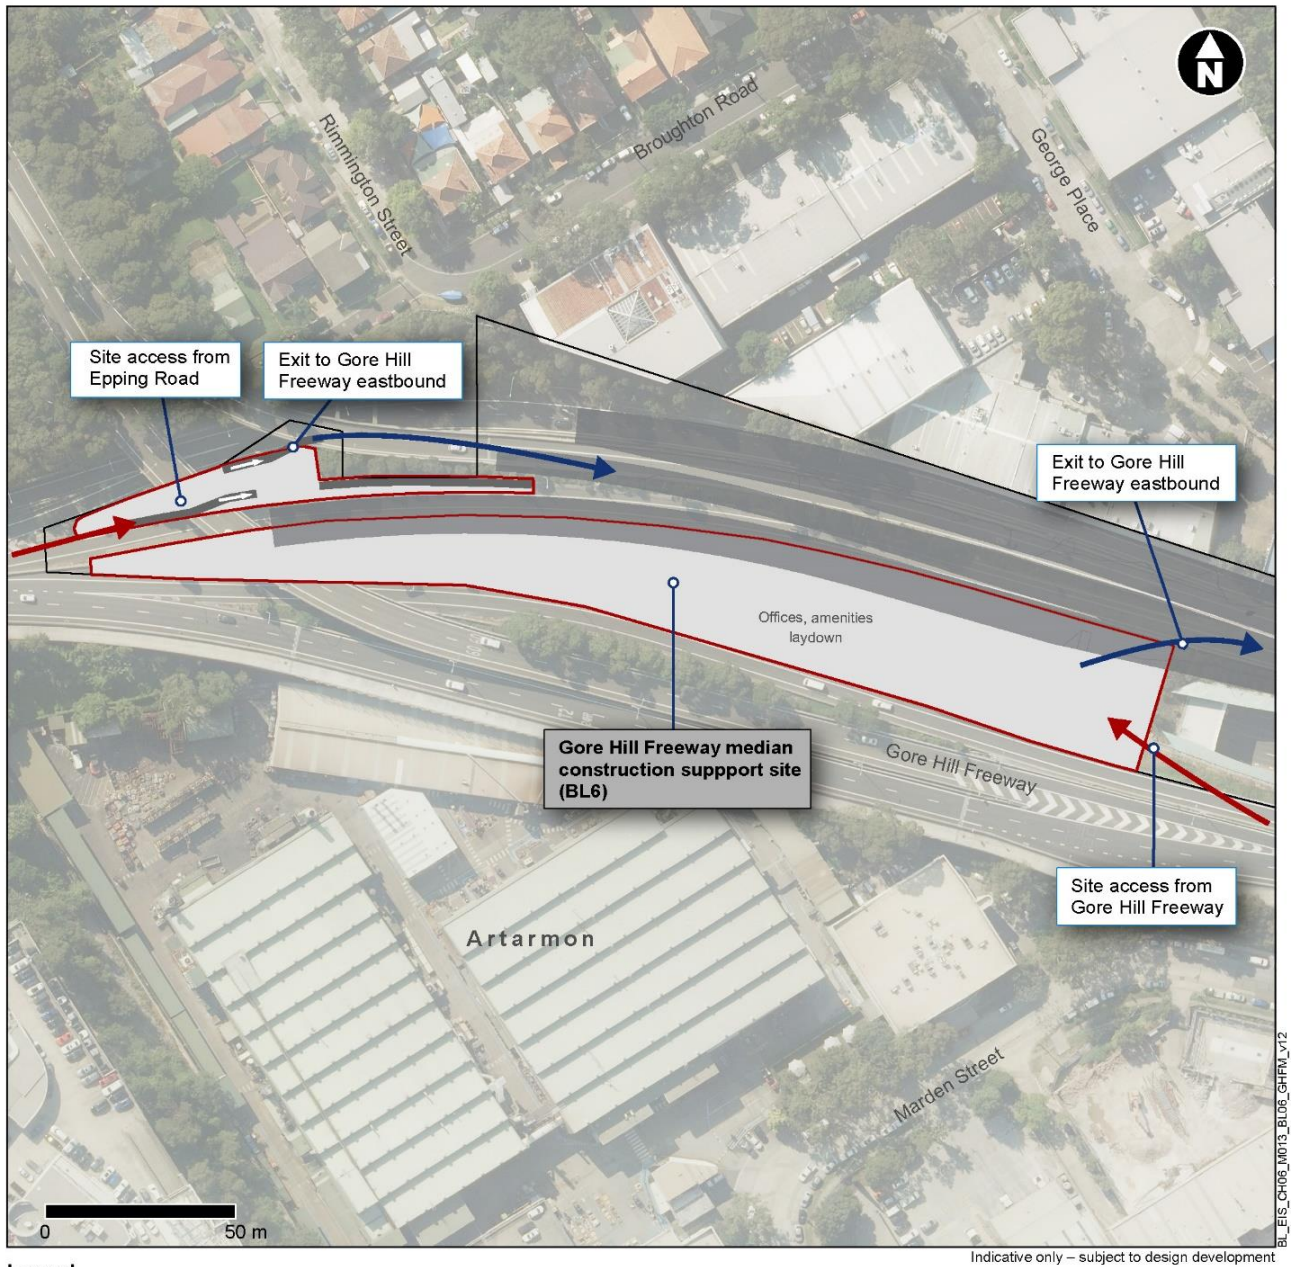 N
Rimmington Street
Broughton Road
George Place
Site access from
Epping Road
Exit to Gore Hill
Freeway eastbound
Exit to Gore Hill
Freeway eastbound
Offices, amenities
laydown
Gore Hill Freeway median
construction suppport site
(BL6)
Gore Hill Freeway
Site access from
Gore Hill Freeway
Artarmon
Marden Street
0
50 m
BL_EIS_CH06_M013_BL06_GHFM_v12
Indicative only – subject to design development